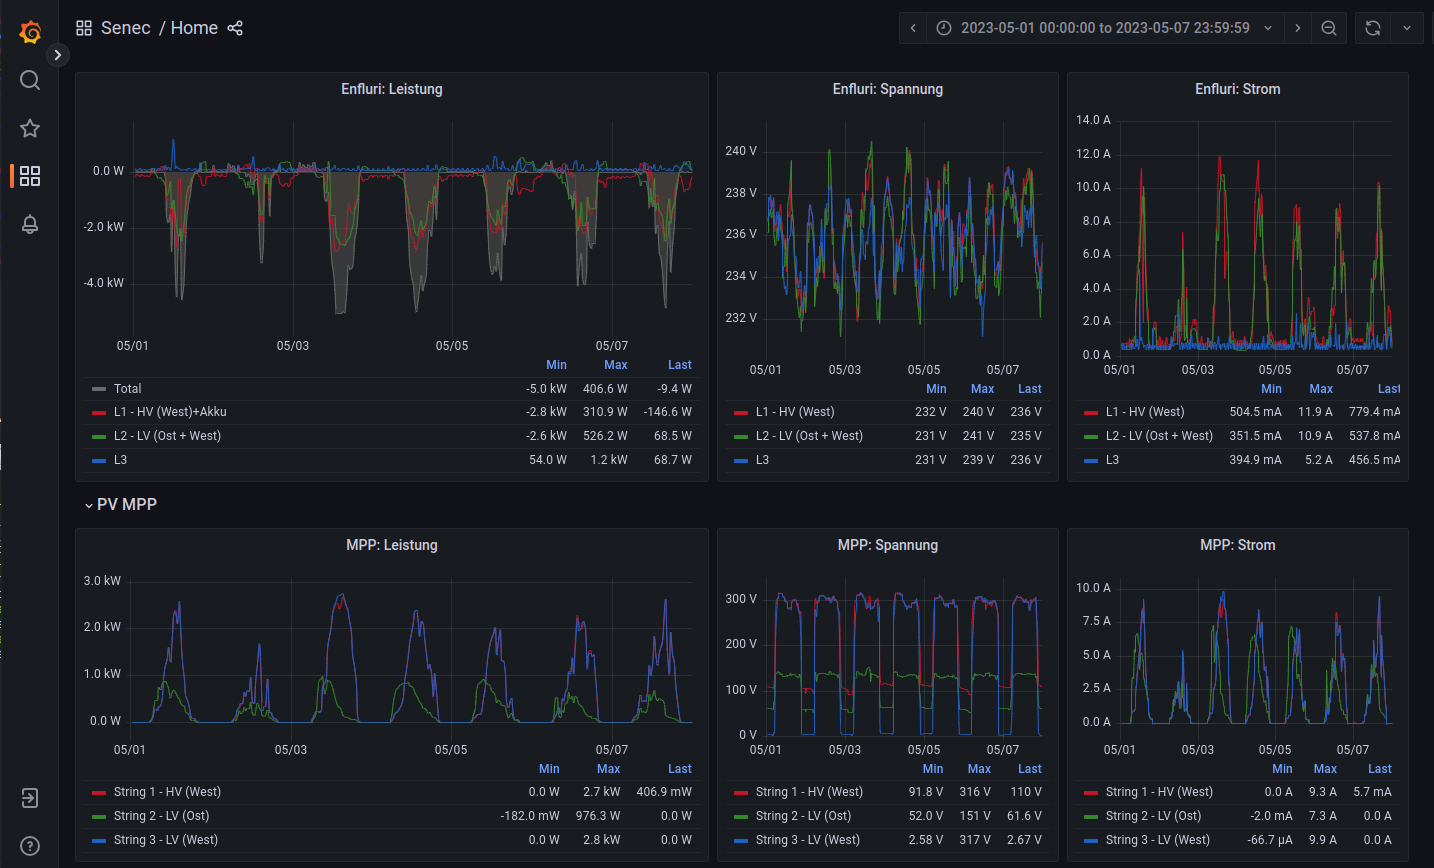 Senec / Home
2023-05-01 00:00:00 to 2023-05-07 23:59:59
Enfluri: Leistung
0.0 W
-2.0 kW
-4.0 kW
05/01 05/03 05/05 05/07
Min Max Last
Total -5.0 kW 406.6 W -9.4 W
L1 - HV (West)+Akku -2.8 kW 310.9 W -146.6 W
L2 - LV (Ost + West) -2.6 kW 526.2 W 68.5 W
L3 54.0 W 1.2 kW 68.7 W
Enfluri: Spannung
240 V
238 V
236 V
234 V
232 V
05/01 05/03 05/05 05/07
Min Max Last
L1 - HV (West) 232 V 240 V 236 V
L2 - LV (Ost + West) 231 V 241 V 235 V
L3 231 V 239 V 236 V
Enfluri: Strom
14.0 A
12.0 A
10.0 A
8.0 A
6.0 A
4.0 A
2.0 A
0.0 A
05/01 05/03 05/05 05/07
Min Max Last
L1 - HV (West) 504.5 mA 11.9 A 779.4 mA
L2 - LV (Ost + West) 351.5 mA 10.9 A 537.8 mA
L3 394.9 mA 5.2 A 456.5 mA
PV MPP
MPP: Leistung
3.0 kW
2.0 kW
1.0 kW
0.0 W
05/01 05/03 05/05 05/07
Min Max Last
String 1 - HV (West) 0.0 W 2.7 kW 406.9 mW
String 2 - LV (Ost) -182.0 mW 976.3 W 0.0 W
String 3 - LV (West) 0.0 W 2.8 kW 0.0 W
MPP: Spannung
300 V
200 V
100 V
0 V
05/01 05/03 05/05 05/07
Min Max Last
String 1 - HV (West) 91.8 V 316 V 110 V
String 2 - LV (Ost) 52.0 V 151 V 61.6 V
String 3 - LV (West) 2.58 V 317 V 2.67 V
MPP: Strom
10.0 A
7.5 A
5.0 A
2.5 A
0.0 A
05/01 05/03 05/05 05/07
Min Max Last
String 1 - HV (West) 0.0 A 9.3 A 5.7 mA
String 2 - LV (Ost) -2.0 mA 7.3 A 0.0 A
String 3 - LV (West) -66.7 µA 9.9 A 0.0 A